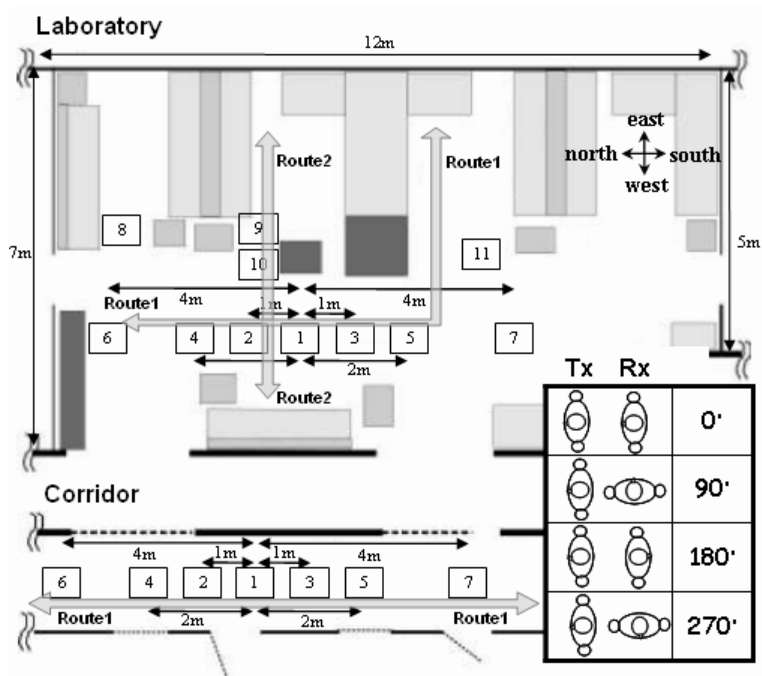 Laboratory
12m
east
north south
west
Route2 Route1
7m
5m
8 9
10 11
4m 4m
Route1
1m 1m
6 4 2 1 3 5 7
2m
Route2
Tx Rx
0'
90'
180'
270'
Corridor
4m 4m
1m 1m
6 4 2 1 3 5 7
Route1 2m 2m Route1